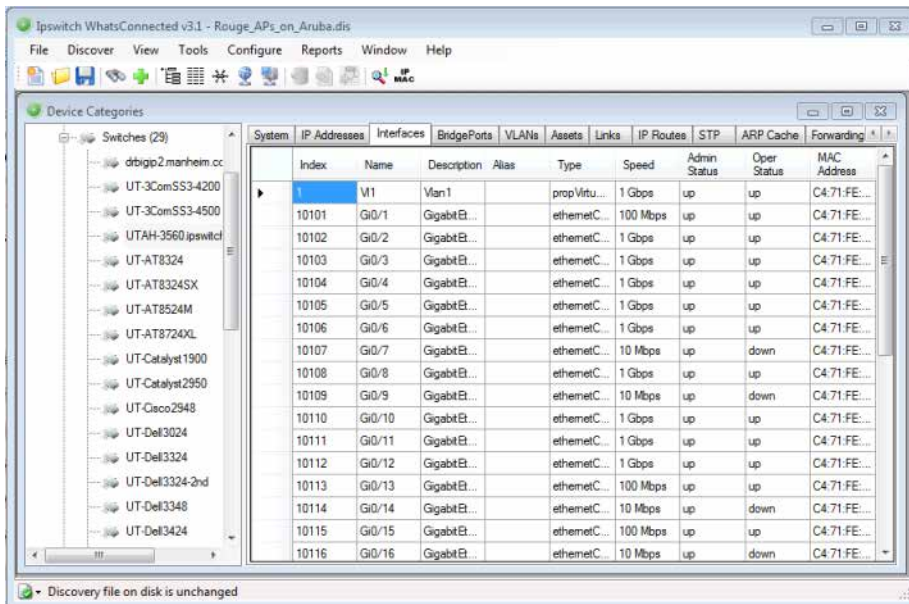 Ipswitch WhatsConnected v3.1 - Rouge_APs_on_Aruba.dis
File Discover View Tools Configure Reports Window Help
IP MAC
Device Categories
Switches (29)
drbigip2.manheim.cc
UT-3ComSS3-4200
UT-3ComSS3-4500
UTAH-3560.ipswitch
UT-AT8324
UT-AT8324SX
UT-AT8524M
UT-AT8724XL
UT-Catalyst1900
UT-Catalyst2950
UT-Cisco2948
UT-Dell3024
UT-Dell3324
UT-Dell3324-2nd
UT-Dell3348
UT-Dell3424
System IP Addresses Interfaces BridgePorts VLANs Assets Links IP Routes STP ARP Cache Forwarding
Index Name Description Alias Type Speed Admin Status Oper Status MAC Address
1 Vl1 Vlan1 propVirtu... 1 Gbps up up C4:71:FE:...
10101 Gi0/1 GigabitEt... ethernetC... 100 Mbps up up C4:71:FE:...
10102 Gi0/2 GigabitEt... ethernetC... 1 Gbps up up C4:71:FE:...
10103 Gi0/3 GigabitEt... ethernetC... 1 Gbps up up C4:71:FE:...
10104 Gi0/4 GigabitEt... ethernetC... 1 Gbps up up C4:71:FE:...
10105 Gi0/5 GigabitEt... ethernetC... 1 Gbps up up C4:71:FE:...
10106 Gi0/6 GigabitEt... ethernetC... 1 Gbps up up C4:71:FE:...
10107 Gi0/7 GigabitEt... ethernetC... 10 Mbps up down C4:71:FE:...
10108 Gi0/8 GigabitEt... ethernetC... 1 Gbps up up C4:71:FE:...
10109 Gi0/9 GigabitEt... ethernetC... 10 Mbps up down C4:71:FE:...
10110 Gi0/10 GigabitEt... ethernetC... 1 Gbps up up C4:71:FE:...
10111 Gi0/11 GigabitEt... ethernetC... 1 Gbps up up C4:71:FE:...
10112 Gi0/12 GigabitEt... ethernetC... 1 Gbps up up C4:71:FE:...
10113 Gi0/13 GigabitEt... ethernetC... 100 Mbps up up C4:71:FE:...
10114 Gi0/14 GigabitEt... ethernetC... 10 Mbps up down C4:71:FE:...
10115 Gi0/15 GigabitEt... ethernetC... 100 Mbps up up C4:71:FE:...
10116 Gi0/16 GigabitEt... ethernetC... 10 Mbps up down C4:71:FE:...
Discovery file on disk is unchanged